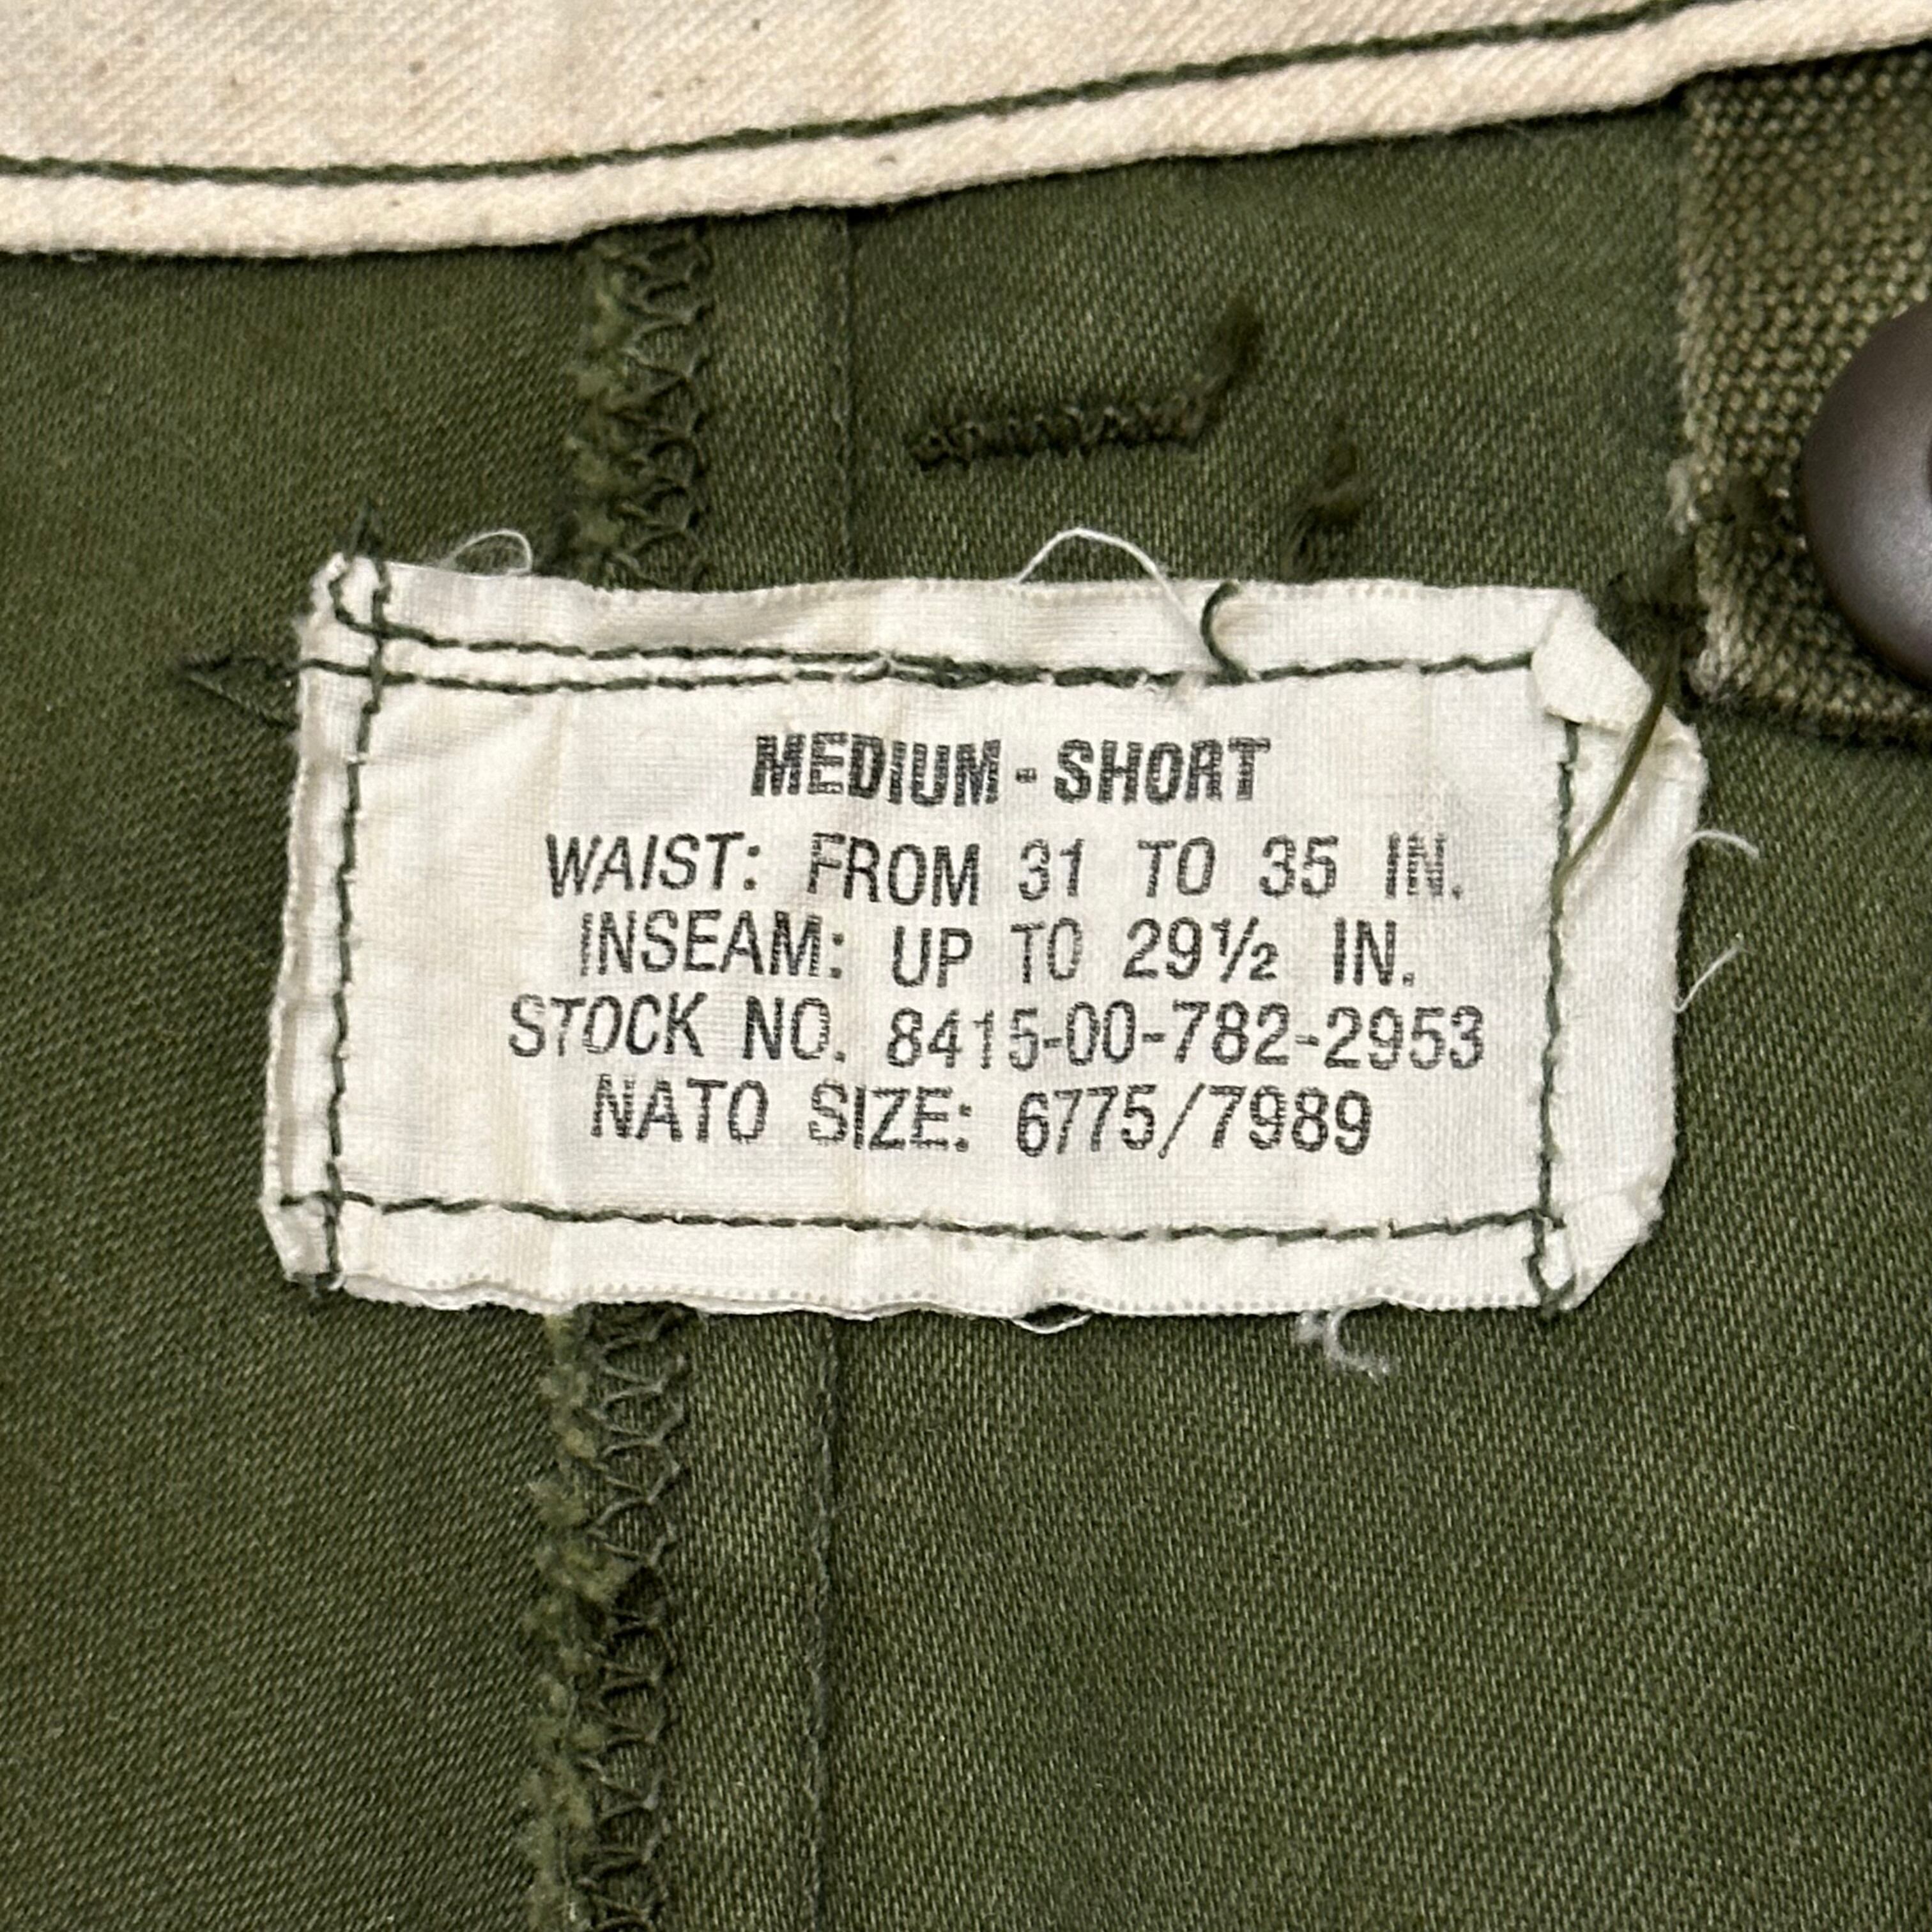 MEDIUM - SHORT
WAIST: FROM 31 TO 35 IN.
INSEAM: UP TO 29½ IN.
STOCK NO. 8415-00-782-2953
NATO SIZE: 6775/7989